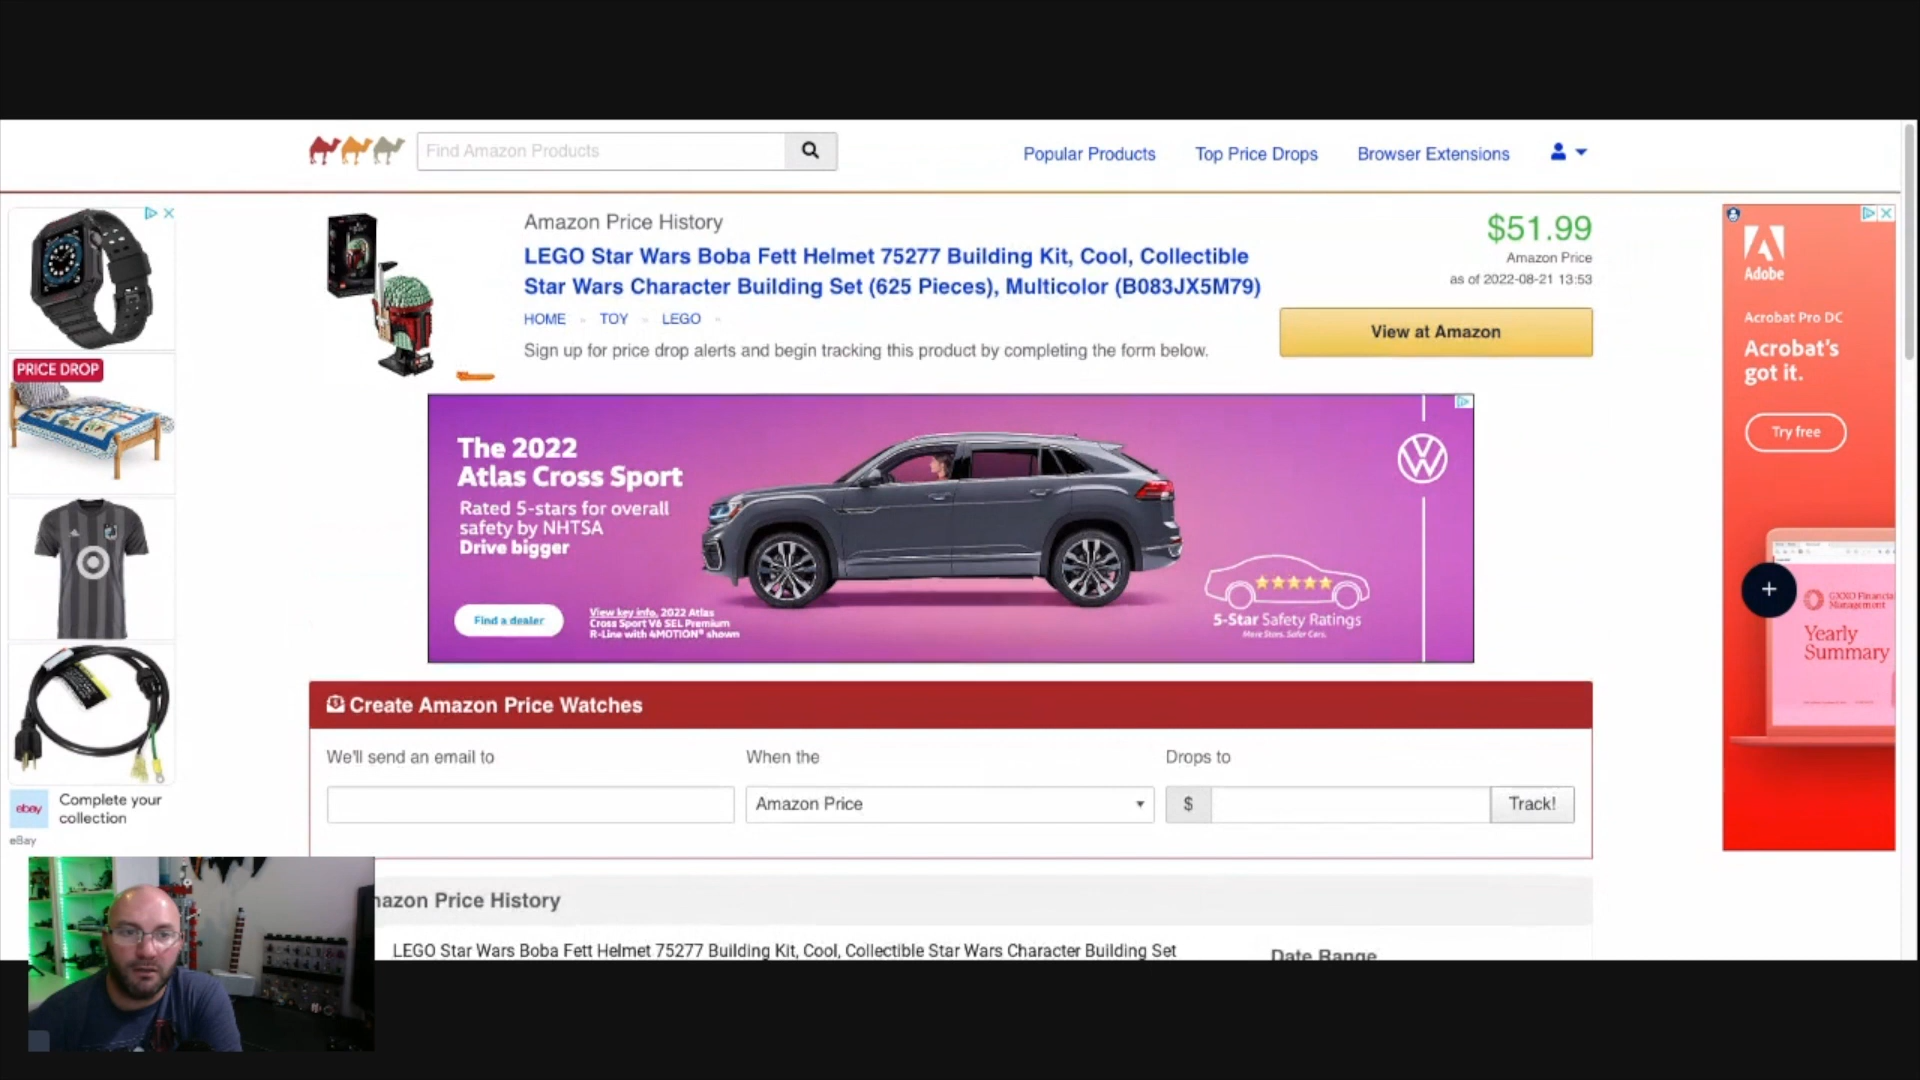 Find Amazon Products
Popular Products
Top Price Drops
Browser Extensions
Amazon Price History
LEGO Star Wars Boba Fett Helmet 75277 Building Kit, Cool, Collectible
Star Wars Character Building Set (625 Pieces), Multicolor (B083JX5M79)
HOME
TOY
LEGO
Sign up for price drop alerts and begin tracking this product by completing the form below.
$51.99
Amazon Price
as of 2022-08-21 13:53
View at Amazon
PRICE DROP
ebay
Complete your
collection
eBay
The 2022
Atlas Cross Sport
Rated 5-stars for overall
safety by NHTSA
Drive bigger
Find a dealer
View key info. 2022 Atlas
Cross Sport V6 SEL Premium
R-Line with 4MOTION® shown
5-Star Safety Ratings
More Stars. Safer Cars.
Adobe
Acrobat Pro DC
Acrobat's
got it.
Try free
Yearly
Summary
Create Amazon Price Watches
We'll send an email to
When the
Drops to
Amazon Price
$
Track!
mazon Price History
LEGO Star Wars Boba Fett Helmet 75277 Building Kit, Cool, Collectible Star Wars Character Building Set
Date Range